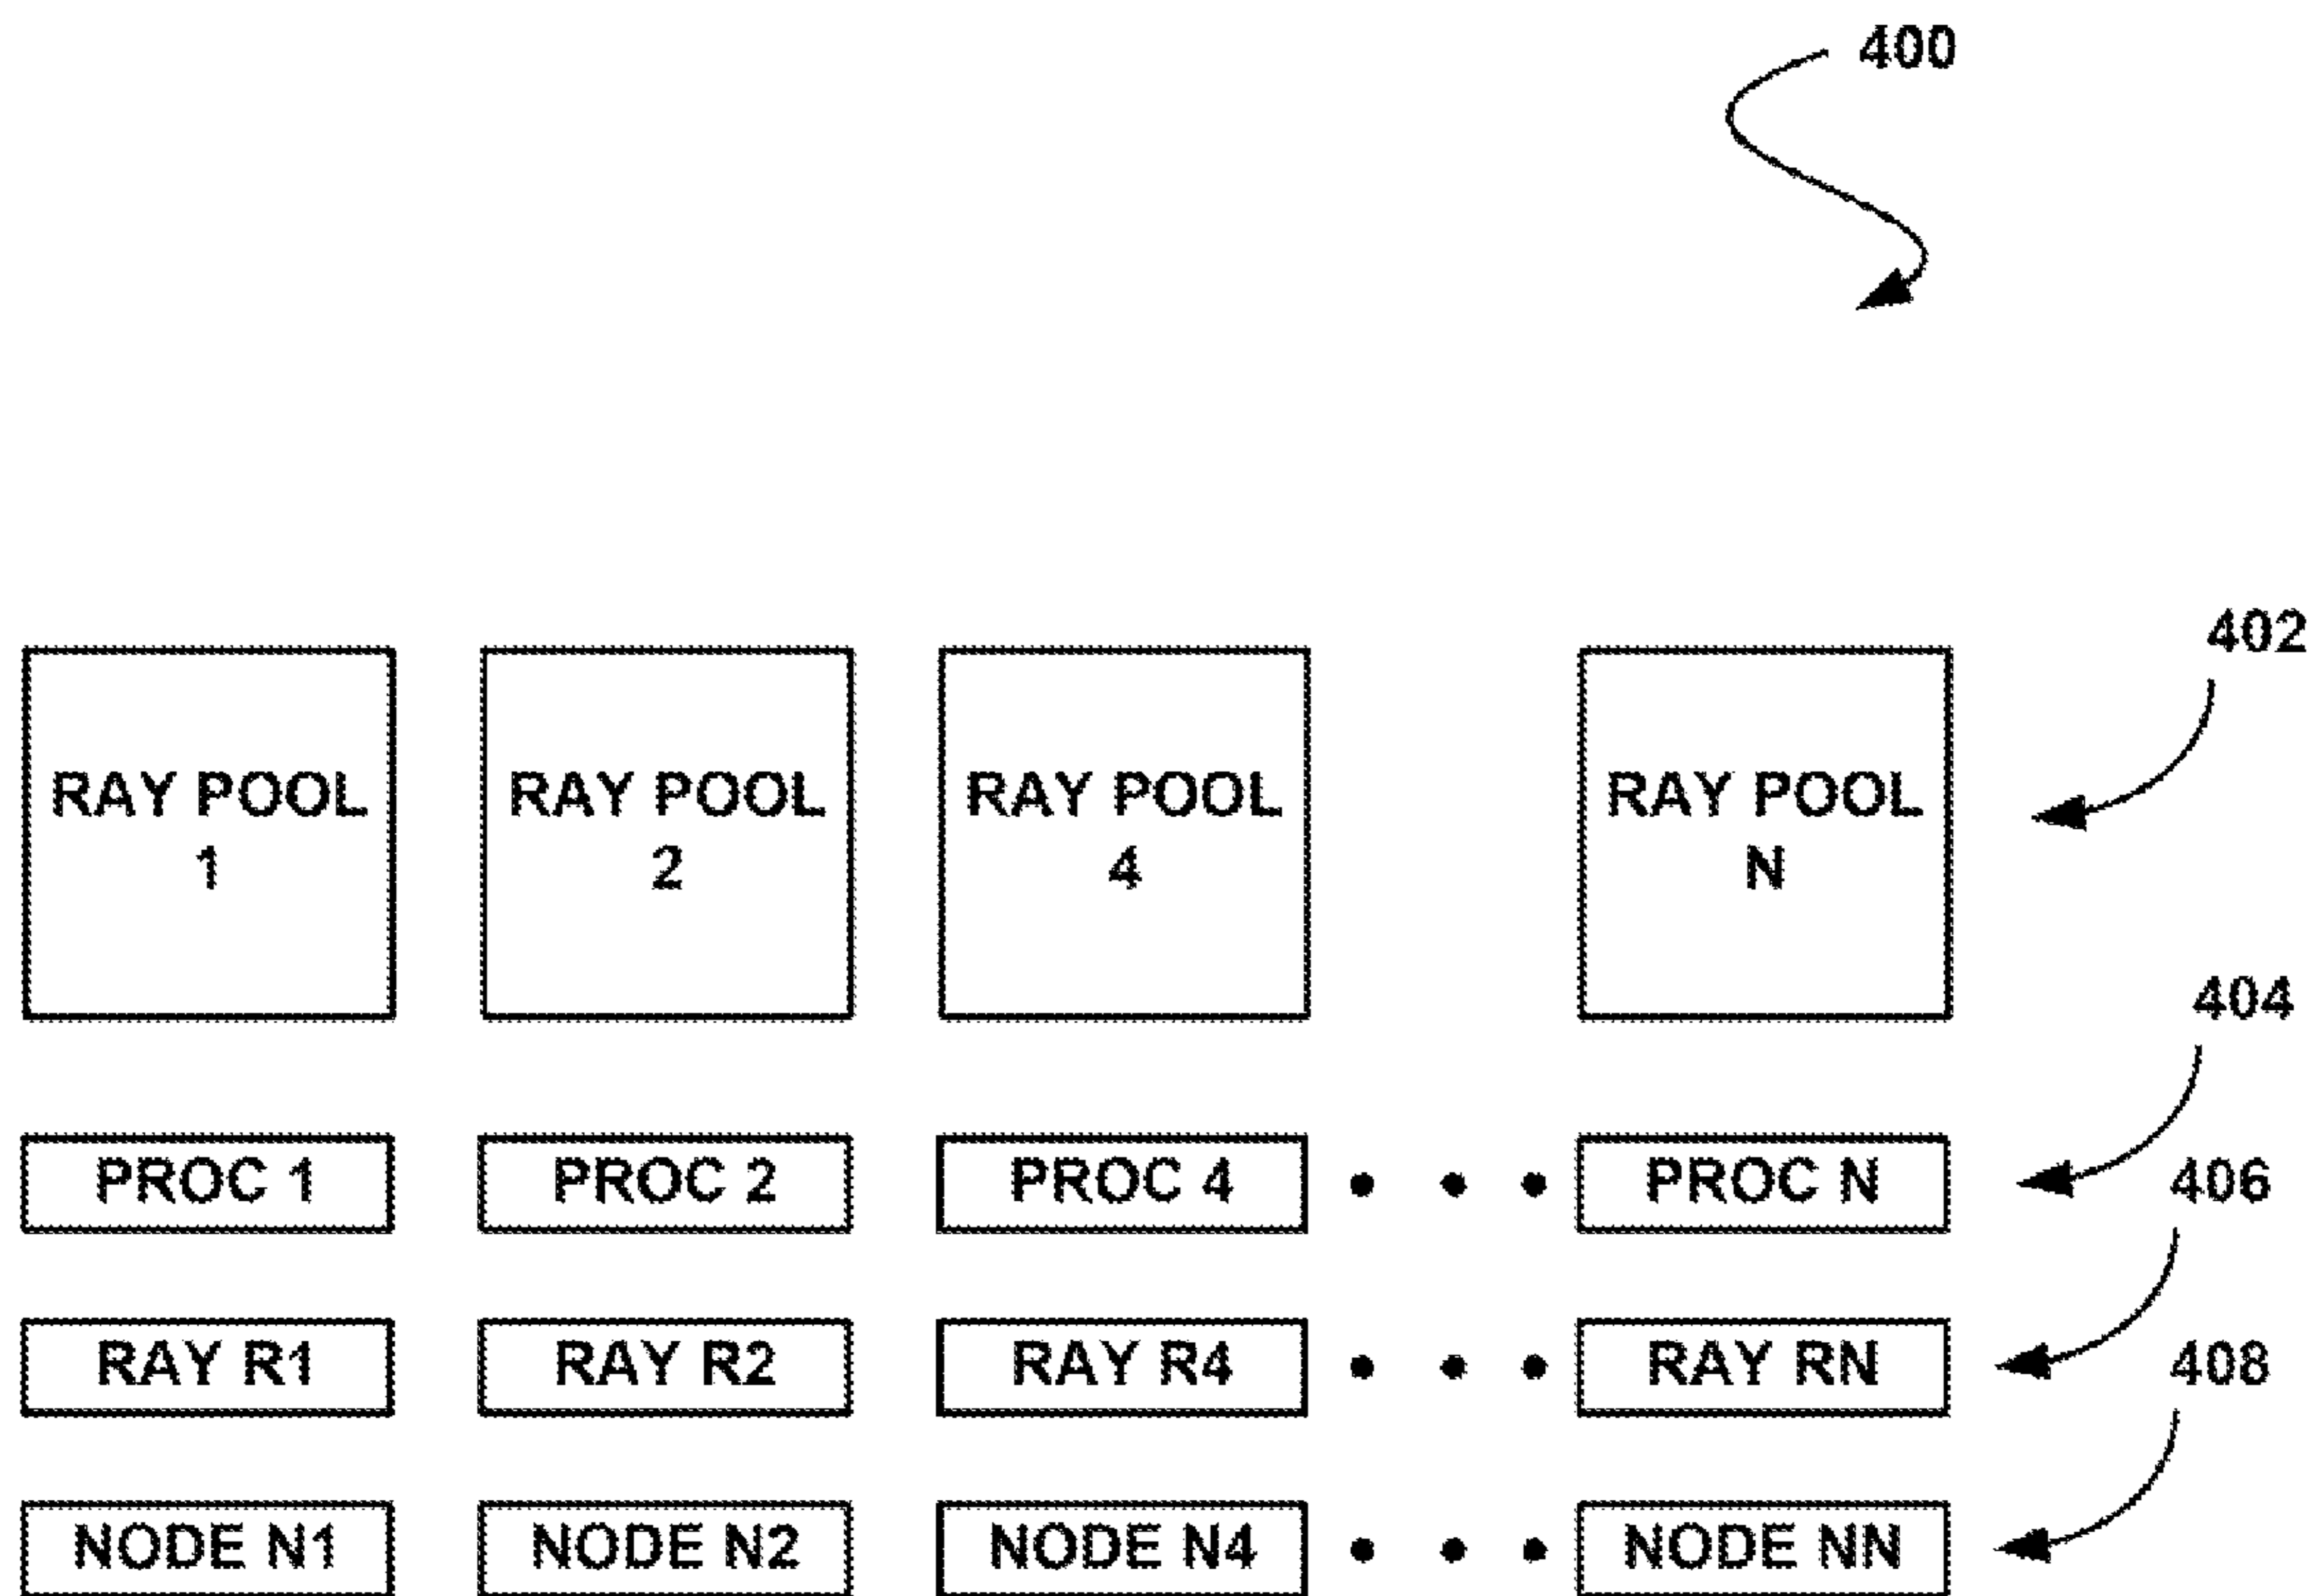 400
402
RAY POOL
1
RAY POOL
2
RAY POOL
4
RAY POOL
N
404
PROC 1
PROC 2
PROC 4
PROC N
406
RAY R1
RAY R2
RAY R4
RAY RN
408
NODE N1
NODE N2
NODE N4
NODE NN